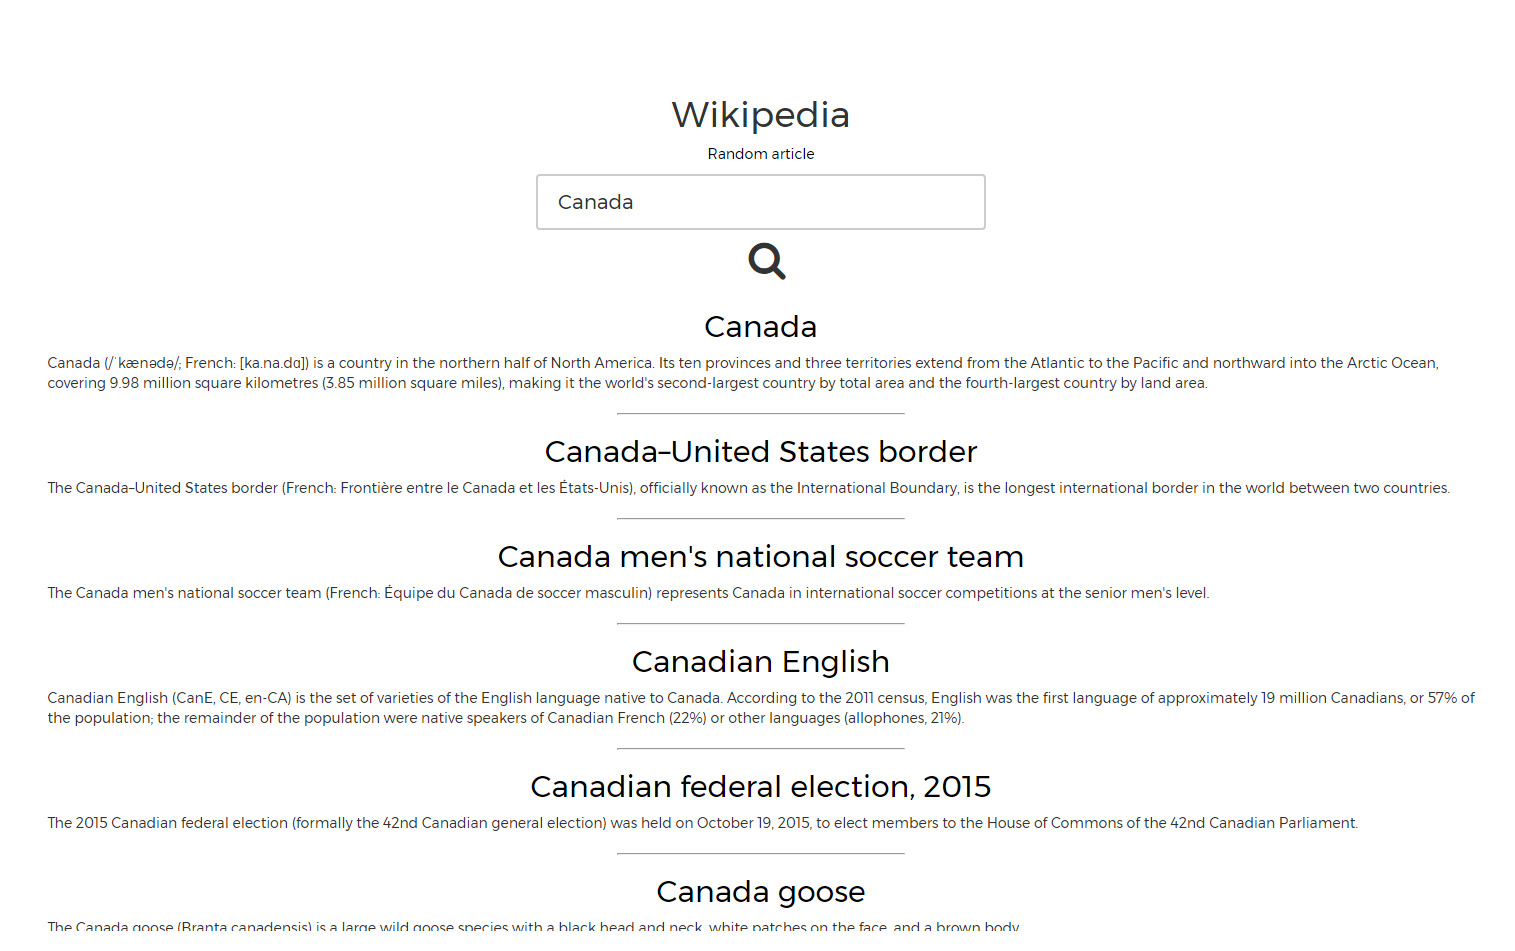 Wikipedia
Random article
Canada
Canada
Canada (/ˈkænədə/; French: [ka.na.dɑ]) is a country in the northern half of North America. Its ten provinces and three territories extend from the Atlantic to the Pacific and northward into the Arctic Ocean,
covering 9.98 million square kilometres (3.85 million square miles), making it the world's second-largest country by total area and the fourth-largest country by land area.
Canada–United States border
The Canada–United States border (French: Frontière entre le Canada et les États-Unis), officially known as the International Boundary, is the longest international border in the world between two countries.
Canada men's national soccer team
The Canada men's national soccer team (French: Équipe du Canada de soccer masculin) represents Canada in international soccer competitions at the senior men's level.
Canadian English
Canadian English (CanE, CE, en-CA) is the set of varieties of the English language native to Canada. According to the 2011 census, English was the first language of approximately 19 million Canadians, or 57% of
the population; the remainder of the population were native speakers of Canadian French (22%) or other languages (allophones, 21%).
Canadian federal election, 2015
The 2015 Canadian federal election (formally the 42nd Canadian general election) was held on October 19, 2015, to elect members to the House of Commons of the 42nd Canadian Parliament.
Canada goose
The Canada goose (Branta canadensis) is a large wild goose species with a black head and neck, white patches on the face, and a brown body.